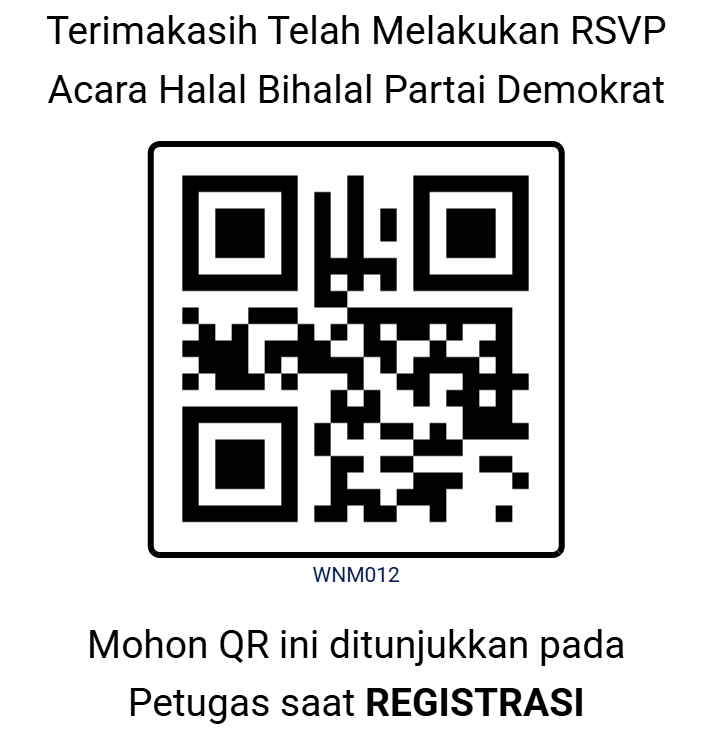 Terimakasih Telah Melakukan RSVP
Acara Halal Bihalal Partai Demokrat
WNM012
Mohon QR ini ditunjukkan pada
Petugas saat REGISTRASI